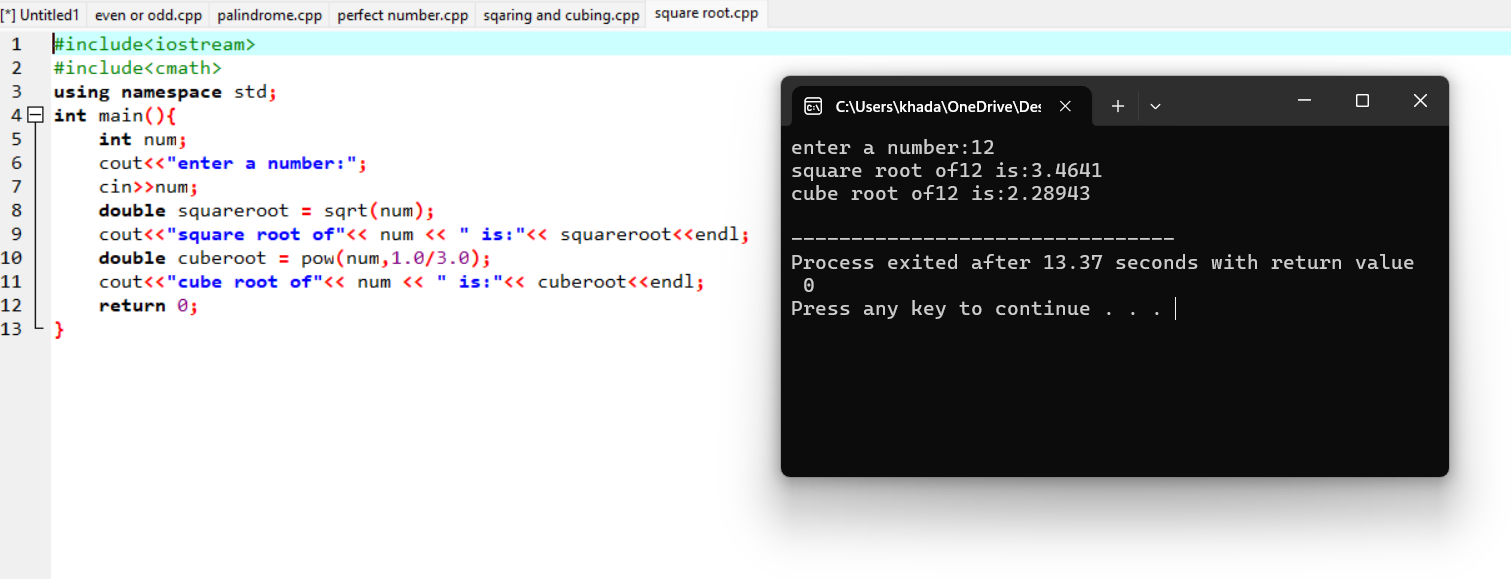 [*] Untitled1 even or odd.cpp palindrome.cpp perfect number.cpp sqaring and cubing.cpp square root.cpp
1 #include<iostream>
2 #include<cmath>
3 using namespace std;
4 int main(){
5 int num;
6 cout<<"enter a number:";
7 cin>>num;
8 double squareroot = sqrt(num);
9 cout<<"square root of"<< num << " is:"<< squareroot<<endl;
10 double cuberoot = pow(num,1.0/3.0);
11 cout<<"cube root of"<< num << " is:"<< cuberoot<<endl;
12 return 0;
13 }
C:\Users\khada\OneDrive\Des
enter a number:12
square root of12 is:3.4641
cube root of12 is:2.28943
--------------------------------
Process exited after 13.37 seconds with return value
0
Press any key to continue . . .